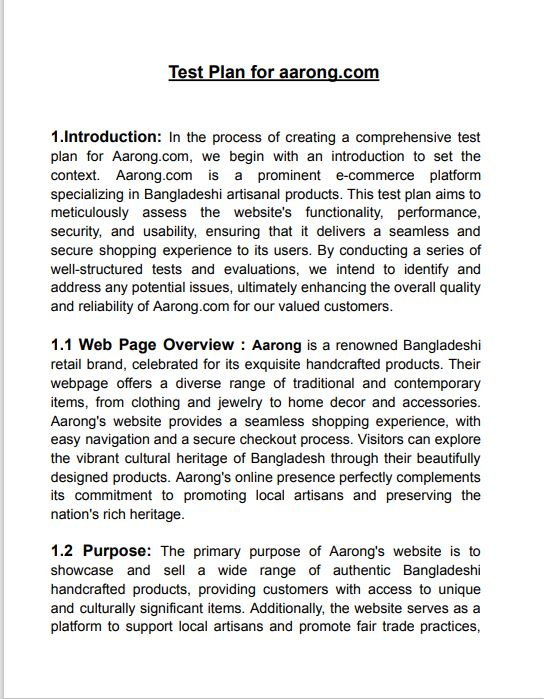 Test Plan for aarong.com
1.Introduction: In the process of creating a comprehensive test
plan for Aarong.com, we begin with an introduction to set the
context. Aarong.com is a prominent e-commerce platform
specializing in Bangladeshi artisanal products. This test plan aims to
meticulously assess the website's functionality, performance,
security, and usability, ensuring that it delivers a seamless and
secure shopping experience to its users. By conducting a series of
well-structured tests and evaluations, we intend to identify and
address any potential issues, ultimately enhancing the overall quality
and reliability of Aarong.com for our valued customers.
1.1 Web Page Overview : Aarong is a renowned Bangladeshi
retail brand, celebrated for its exquisite handcrafted products. Their
webpage offers a diverse range of traditional and contemporary
items, from clothing and jewelry to home decor and accessories.
Aarong's website provides a seamless shopping experience, with
easy navigation and a secure checkout process. Visitors can explore
the vibrant cultural heritage of Bangladesh through their beautifully
designed products. Aarong's online presence perfectly complements
its commitment to promoting local artisans and preserving the
nation's rich heritage.
1.2 Purpose: The primary purpose of Aarong's website is to
showcase and sell a wide range of authentic Bangladeshi
handcrafted products, providing customers with access to unique
and culturally significant items. Additionally, the website serves as a
platform to support local artisans and promote fair trade practices,